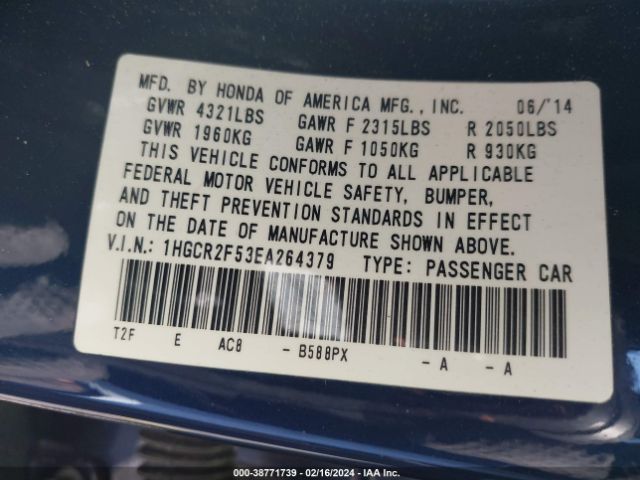 MFD. BY HONDA OF AMERICA MFG., INC. 06/'14
GVWR 4321LBS GAWR F 2315LBS R 2050LBS
GVWR 1960KG GAWR F 1050KG R 930KG
THIS VEHICLE CONFORMS TO ALL APPLICABLE
FEDERAL MOTOR VEHICLE SAFETY, BUMPER,
AND THEFT PREVENTION STANDARDS IN EFFECT
ON THE DATE OF MANUFACTURE SHOWN ABOVE.
V.I.N.: 1HGCR2F53EA264379 TYPE: PASSENGER CAR
T2F E AC8 - B588PX - A - A
000-38771739 - 02/16/2024 - IAA Inc.